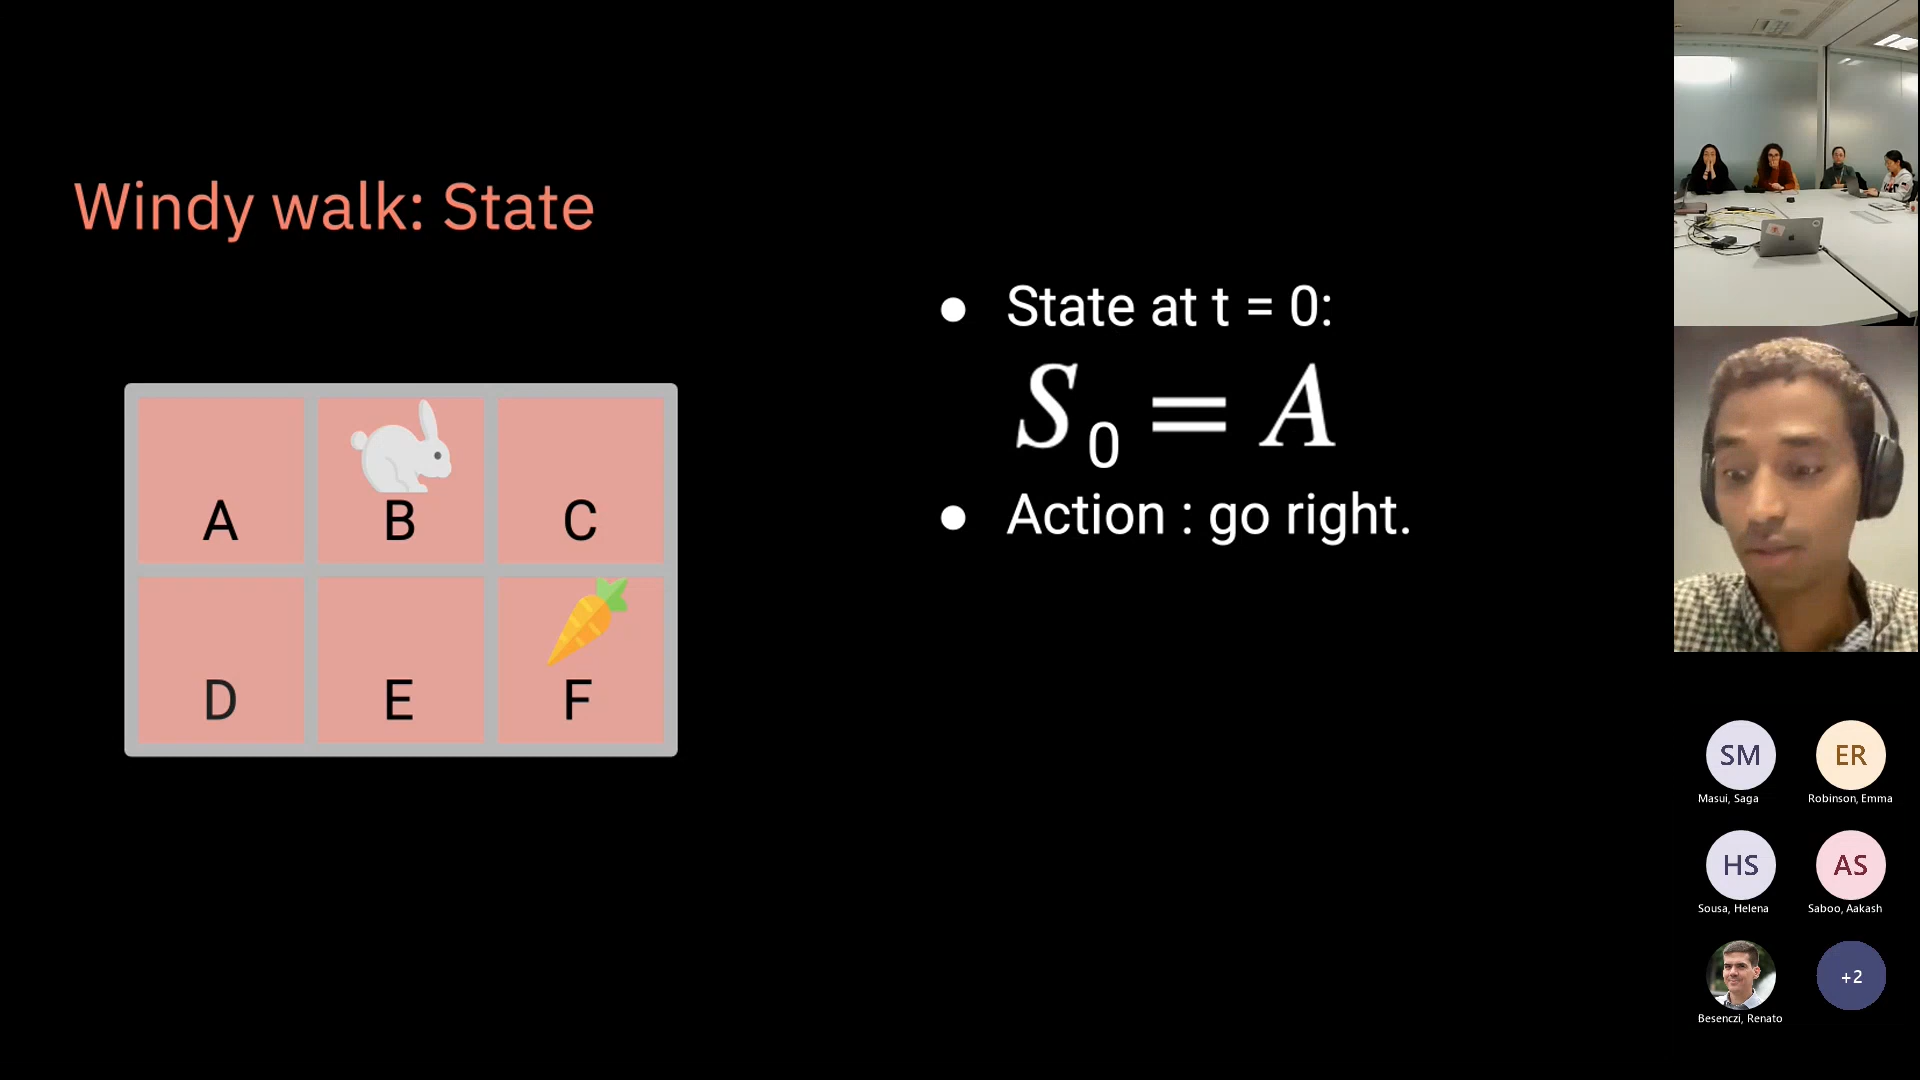 Windy walk: State
● State at t = 0:
S0 = A
● Action : go right.
A B C
D E F
SM ER
Masui, Saga Robinson, Emma
HS AS
Sousa, Helena Saboo, Aakash
+2
Besenczi, Renato